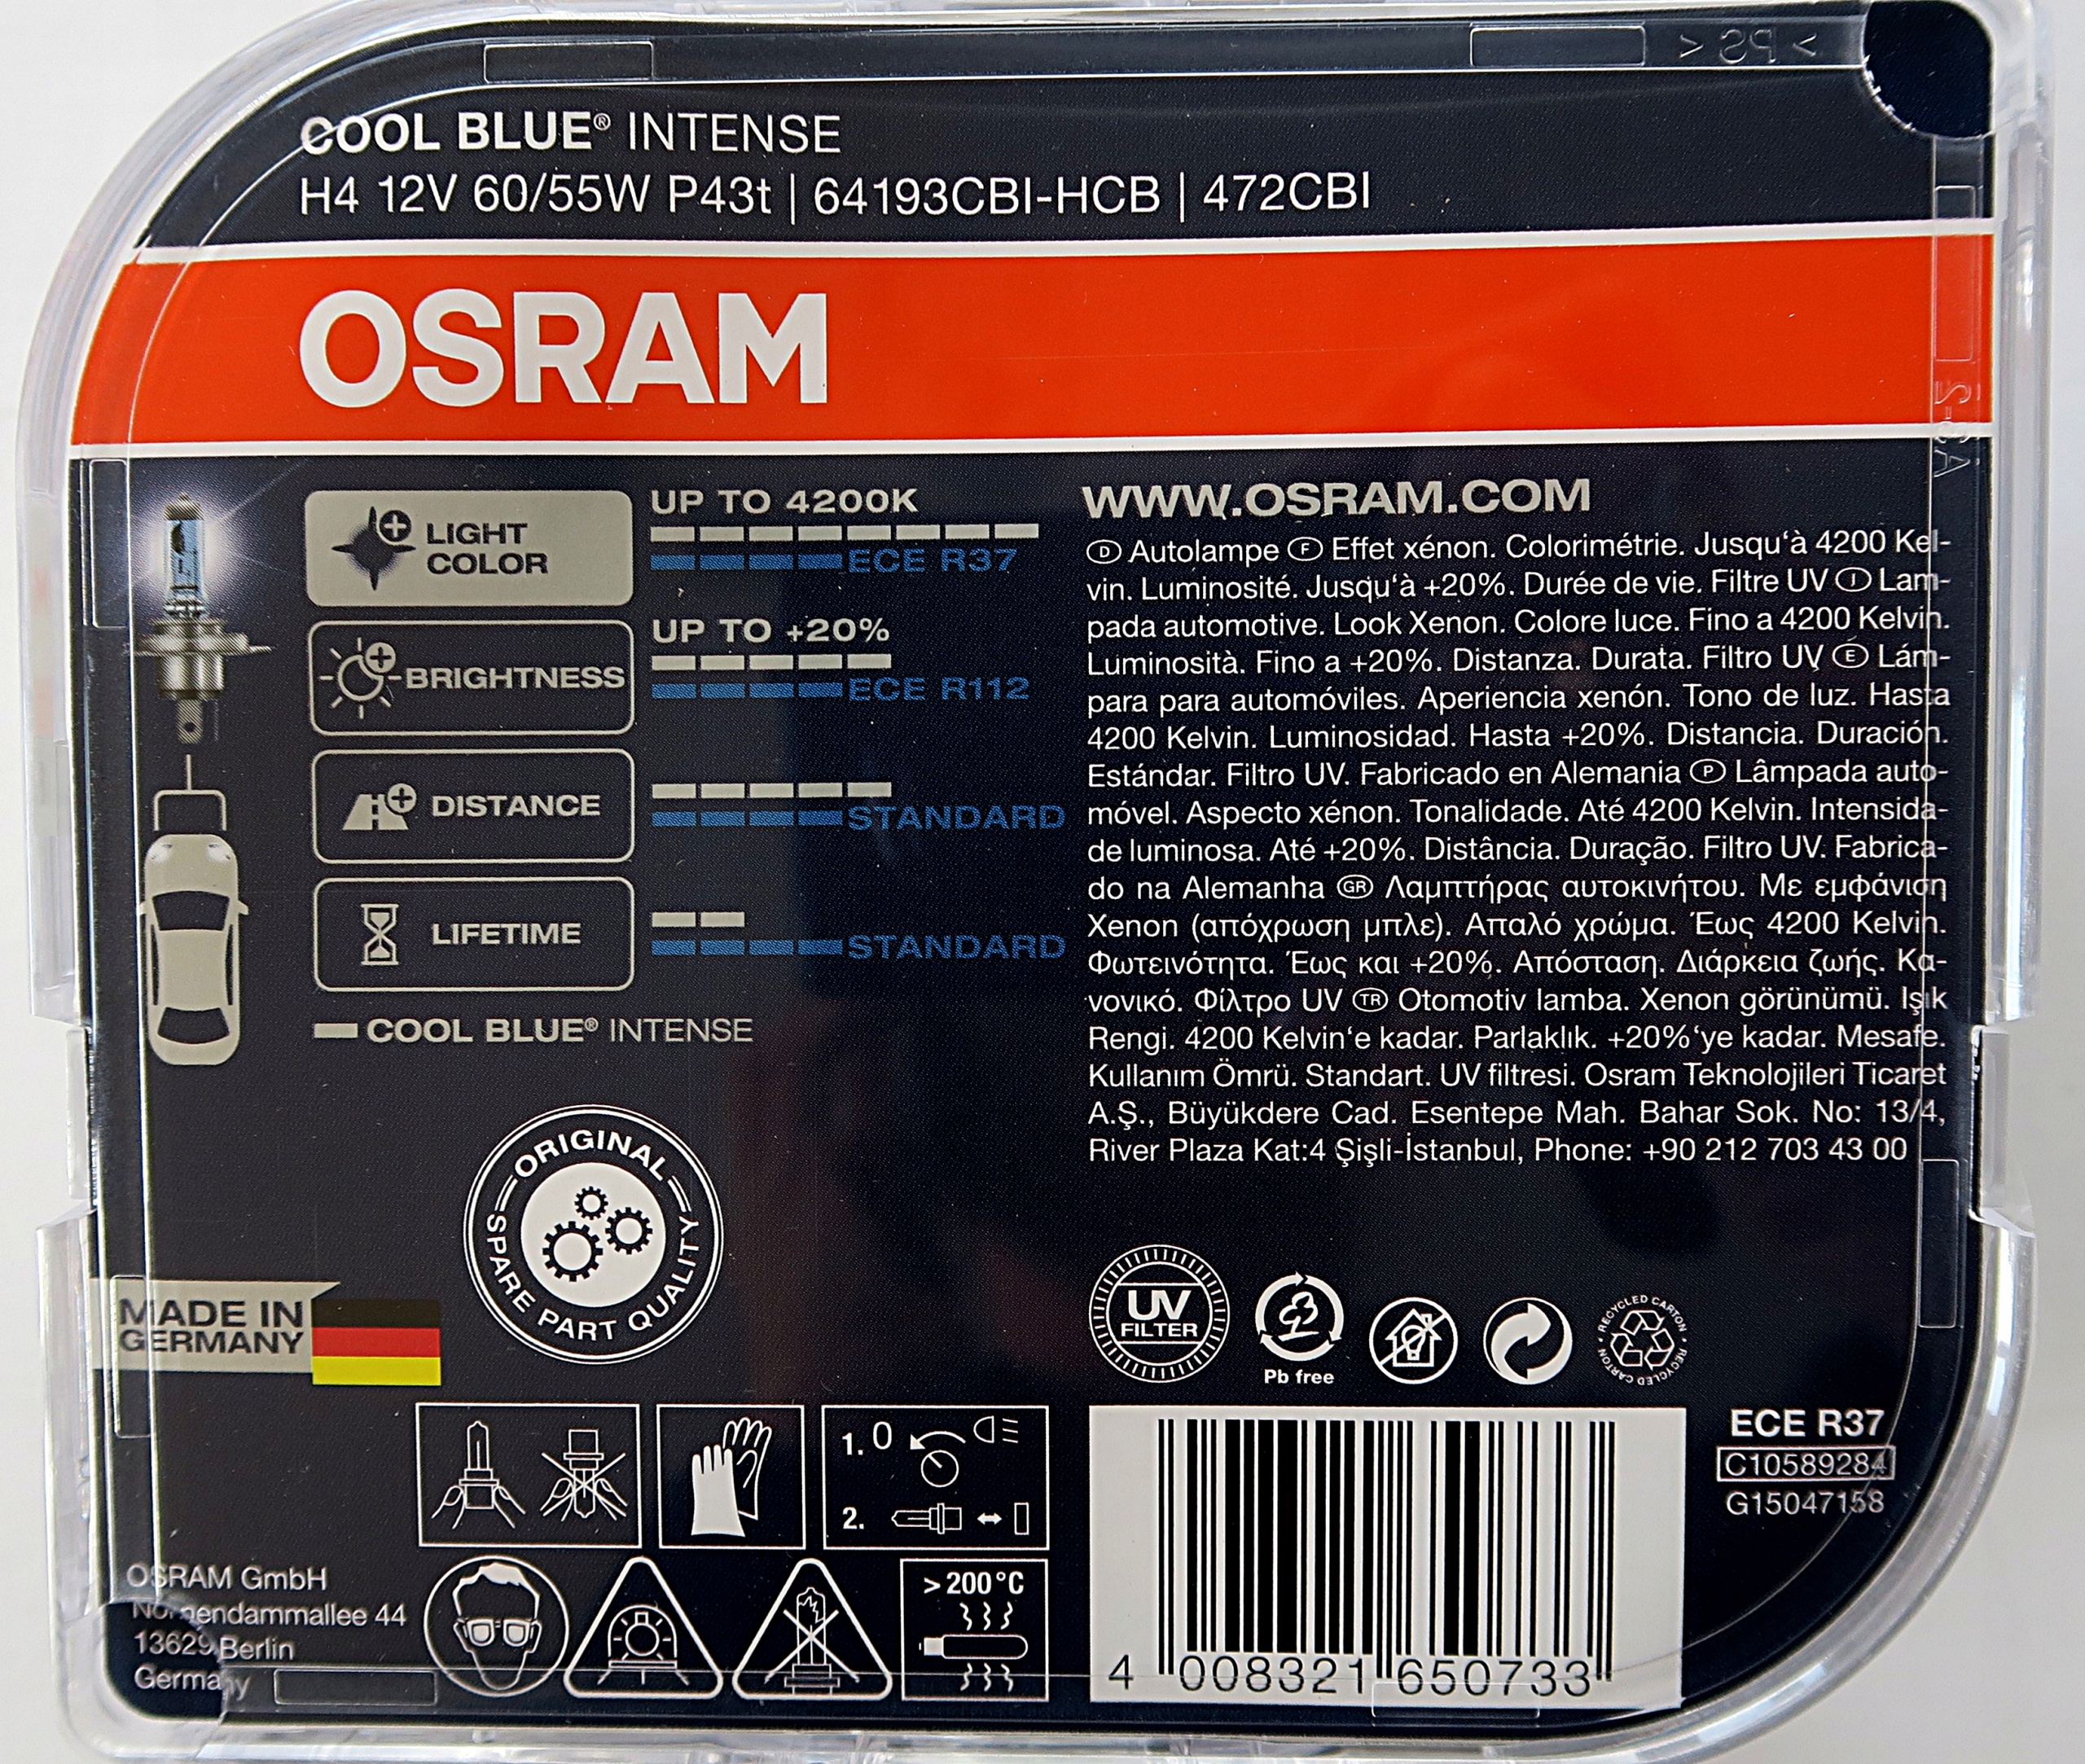 > PS <
COOL BLUE® INTENSE
H4 12V 60/55W P43t | 64193CBI-HCB | 472CBI
OSRAM
LIGHT
COLOR
UP TO 4200K
ECE R37
BRIGHTNESS
UP TO +20%
ECE R112
DISTANCE
STANDARD
LIFETIME
STANDARD
COOL BLUE® INTENSE
WWW.OSRAM.COM
Ⓓ Autolampe Ⓕ Effet xénon. Colorimétrie. Jusqu‘à 4200 Kel-
vin. Luminosité. Jusqu‘à +20%. Durée de vie. Filtre UV Ⓘ Lam-
pada automotive. Look Xenon. Colore luce. Fino a 4200 Kelvin.
Luminosità. Fino a +20%. Distanza. Durata. Filtro UV Ⓔ Lám-
para para automóviles. Aperiencia xenón. Tono de luz. Hasta
4200 Kelvin. Luminosidad. Hasta +20%. Distancia. Duración.
Estándar. Filtro UV. Fabricado en Alemania Ⓟ Lâmpada auto-
móvel. Aspecto xénon. Tonalidade. Até 4200 Kelvin. Intensida-
de luminosa. Até +20%. Distância. Duração. Filtro UV. Fabrica-
do na Alemanha GR Λαμπτήρας αυτοκινήτου. Με εμφάνιση
Xenon (απόχρωση μπλε). Απαλό χρώμα. Έως 4200 Kelvin.
Φωτεινότητα. Έως και +20%. Απόσταση. Διάρκεια ζωής. Κα-
νονικό. Φίλτρο UV TR Otomotiv lamba. Xenon görünümü. Işık
Rengi. 4200 Kelvin‘e kadar. Parlaklık. +20%‘ye kadar. Mesafe.
Kullanım Ömrü. Standart. UV filtresi. Osram Teknolojileri Ticaret
A.Ş., Büyükdere Cad. Esentepe Mah. Bahar Sok. No: 13/4,
River Plaza Kat:4 Şişli-İstanbul, Phone: +90 212 703 43 00
ORIGINAL
SPARE PART QUALITY
MADE IN
GERMANY
UV
FILTER
Pb free
RECYCLED CARTON • RECYCLED CARTON •
1. 0
2.
> 200°C
OSRAM GmbH
44
13629 Berlin
Germany
4 008321 650733
ECE R37
C10589284
G15047158